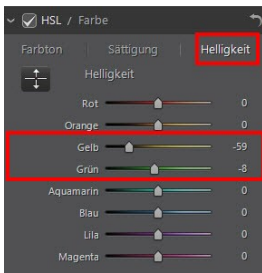 HSL / Farbe
Farbton | Sättigung | Helligkeit
Helligkeit
Rot 0
Orange 0
Gelb -59
Grün -8
Aquamarin 0
Blau 0
Lila 0
Magenta 0